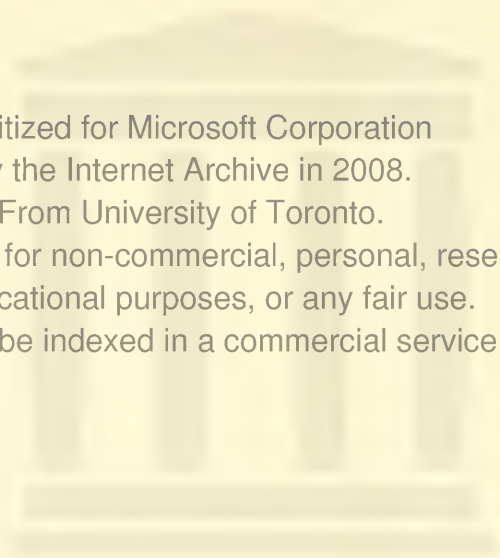 itized for Microsoft Corporation
the Internet Archive in 2008.
From University of Toronto.
for non-commercial, personal, rese
cational purposes, or any fair use.
be indexed in a commercial service